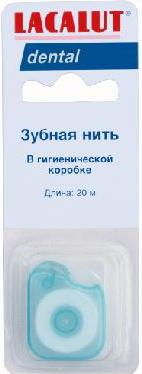 LACALUT®
dental
Зубная нить
В гигиенической
коробке
Длина: 30 м